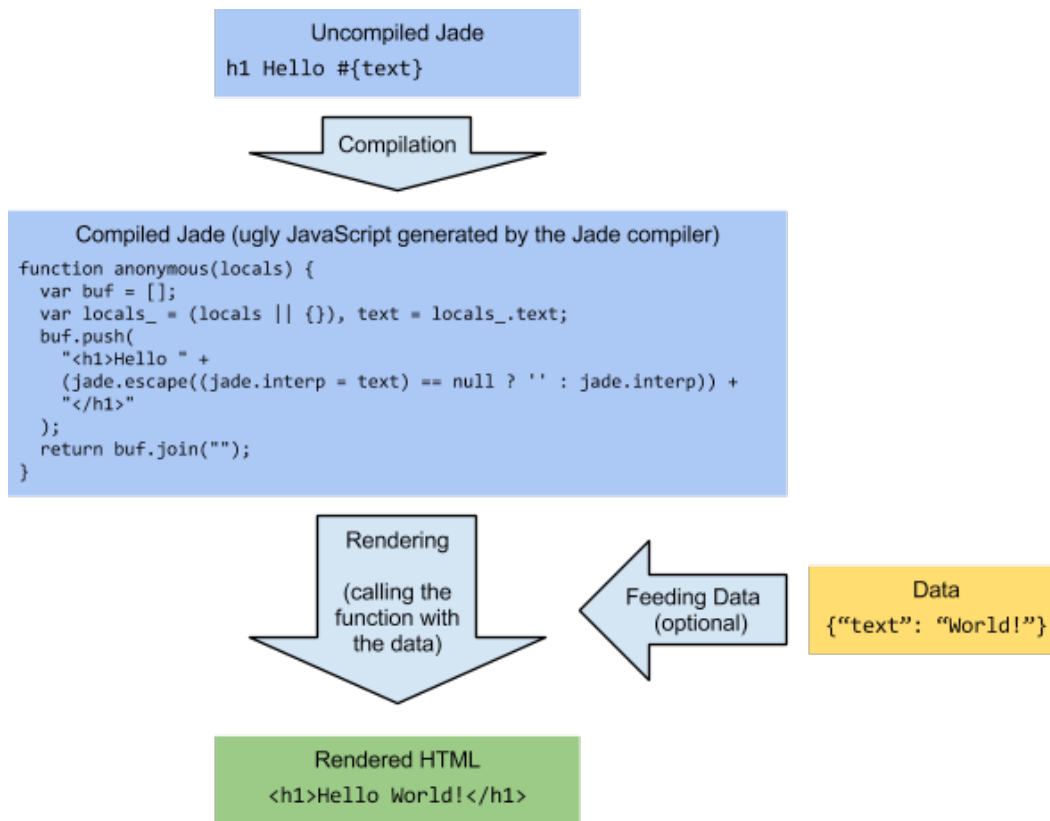 Uncompiled Jade
h1 Hello #{text}
Compilation
Compiled Jade (ugly JavaScript generated by the Jade compiler)
function anonymous(locals) {
  var buf = [];
  var locals_ = (locals || {}), text = locals_.text;
  buf.push(
    "<h1>Hello " +
    (jade.escape((jade.interp = text) == null ? '' : jade.interp)) +
    "</h1>"
  );
  return buf.join("");
}
Rendering
(calling the
function with
the data)
Feeding Data
(optional)
Data
{“text”: “World!”}
Rendered HTML
<h1>Hello World!</h1>